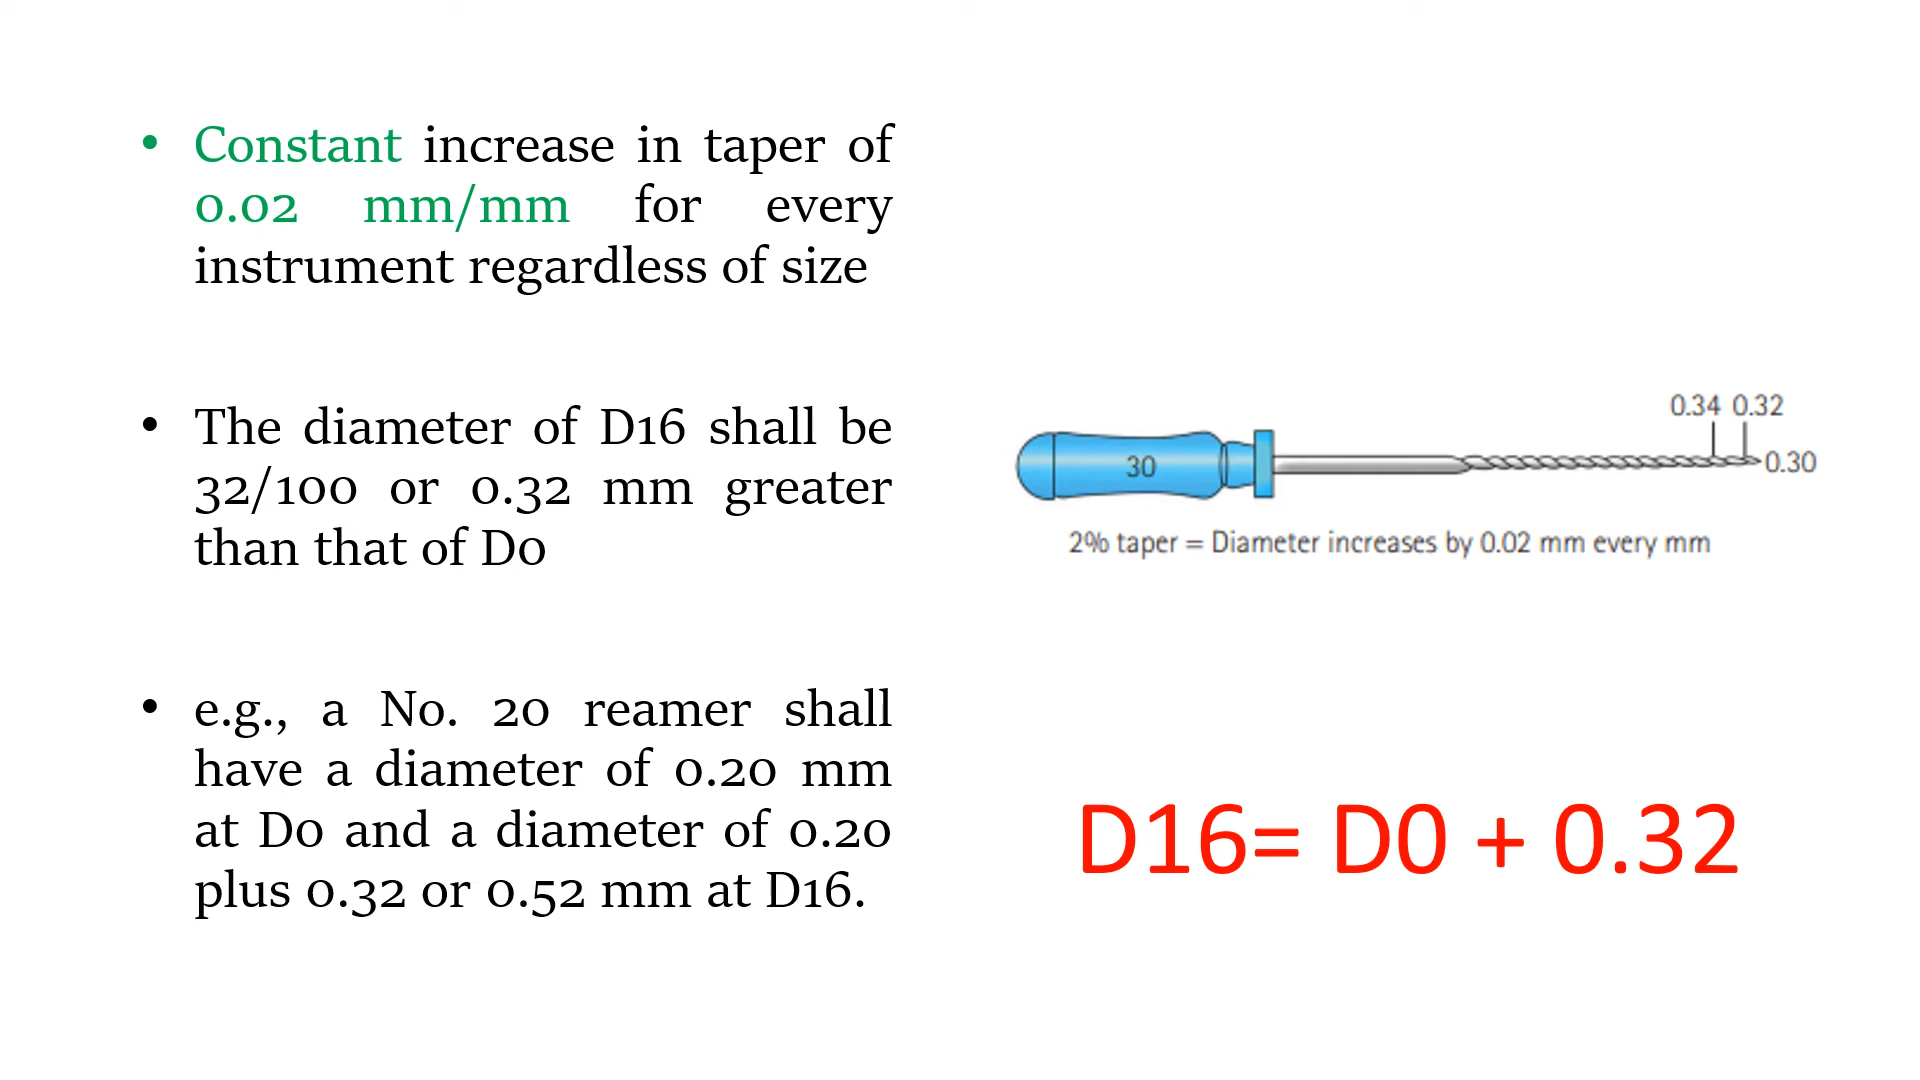 • Constant increase in taper of
0.02 mm/mm for every
instrument regardless of size
• The diameter of D16 shall be
32/100 or 0.32 mm greater
than that of D0
• e.g., a No. 20 reamer shall
have a diameter of 0.20 mm
at D0 and a diameter of 0.20
plus 0.32 or 0.52 mm at D16.
0.34 0.32
30
0.30
2% taper = Diameter increases by 0.02 mm every mm
D16= D0 + 0.32